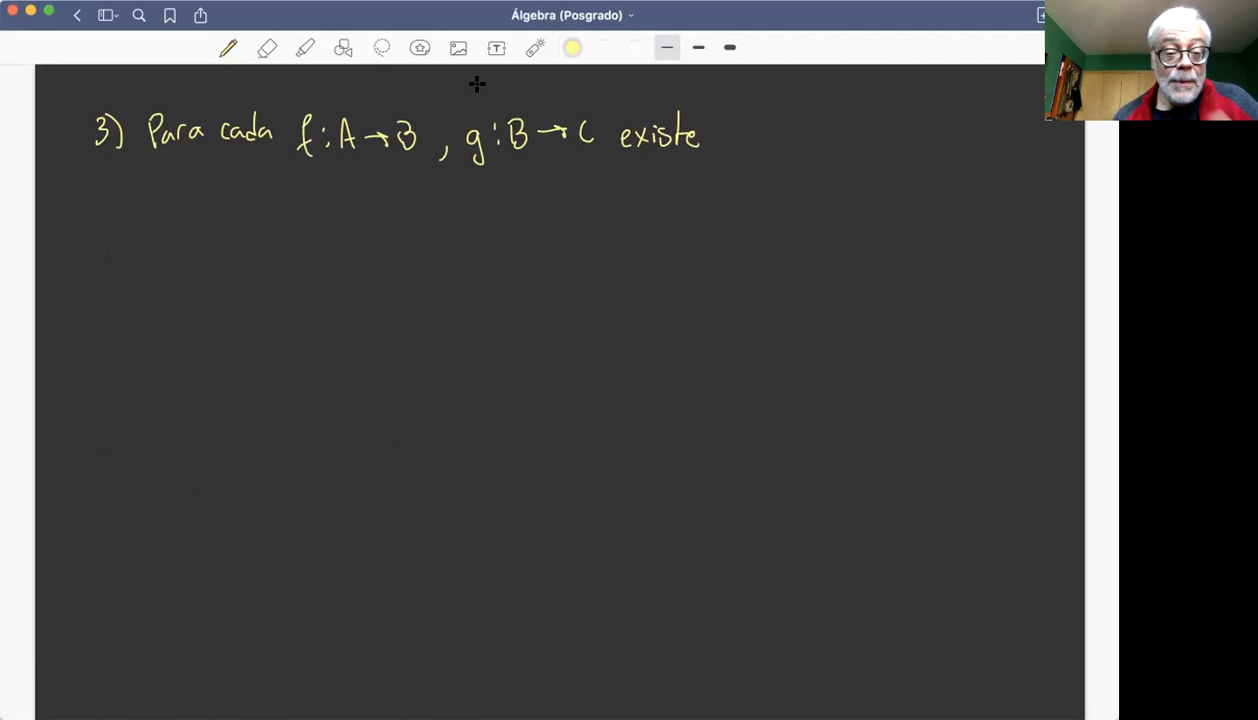 Álgebra (Posgrado)
3) Para cada f : A → B , g : B → C existe